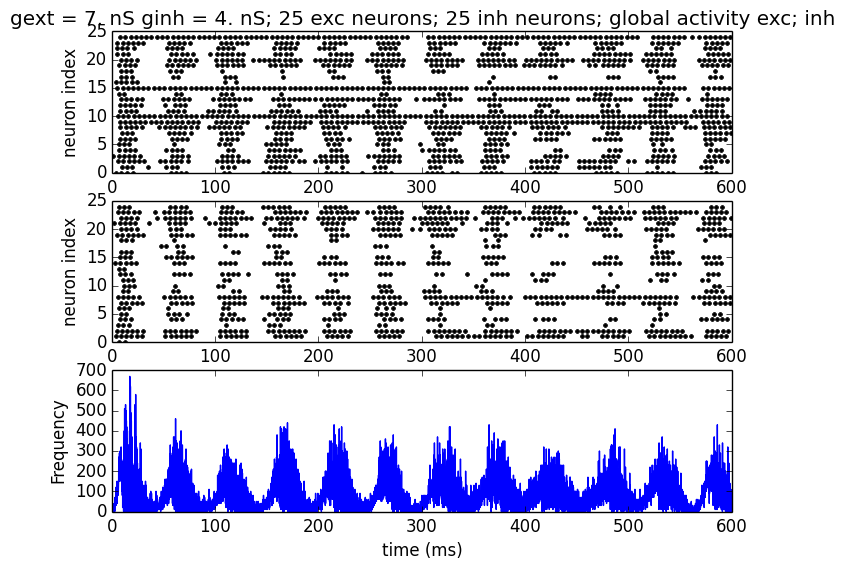 gext = 7. nS ginh = 4. nS; 25 exc neurons; 25 inh neurons; global activity exc; inh
25
20
15
10
5
0
neuron index
0 100 200 300 400 500 600
25
20
15
10
5
0
neuron index
0 100 200 300 400 500 600
700
600
500
400
300
200
100
0
Frequency
0 100 200 300 400 500 600
time (ms)